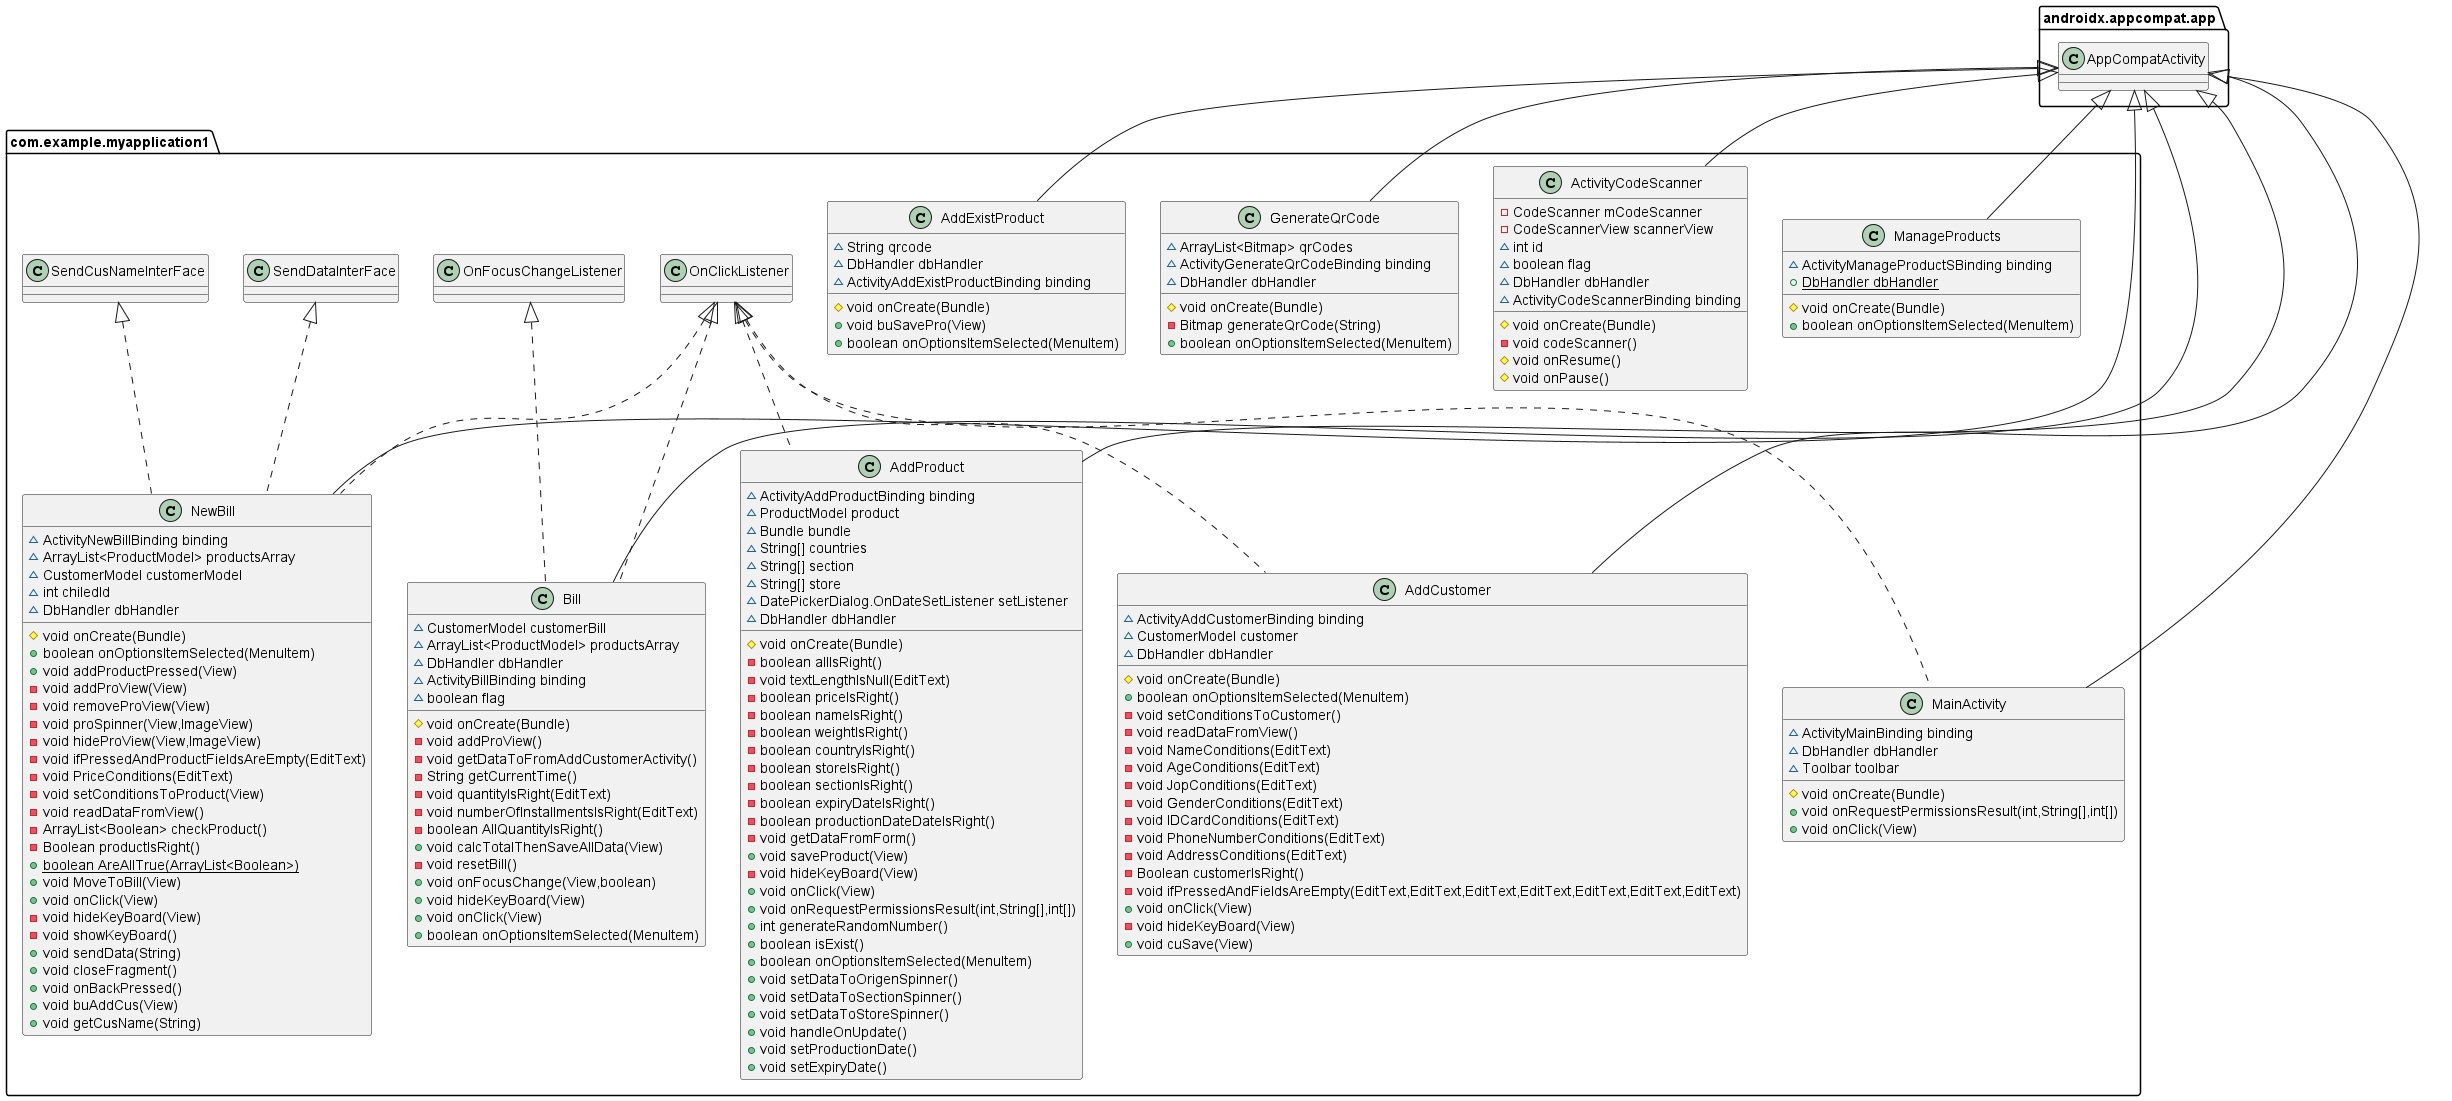 androidx.appcompat.app
C AppCompatActivity
com.example.myapplication1
C SendCusNameInterFace
C SendDataInterFace
C OnFocusChangeListener
C OnClickListener
C AddExistProduct
String qrcode
DbHandler dbHandler
ActivityAddExistProductBinding binding
void onCreate(Bundle)
void buSavePro(View)
boolean onOptionsItemSelected(MenuItem)
C GenerateQrCode
ArrayList<Bitmap> qrCodes
ActivityGenerateQrCodeBinding binding
DbHandler dbHandler
void onCreate(Bundle)
Bitmap generateQrCode(String)
boolean onOptionsItemSelected(MenuItem)
C ActivityCodeScanner
CodeScanner mCodeScanner
CodeScannerView scannerView
int id
boolean flag
DbHandler dbHandler
ActivityCodeScannerBinding binding
void onCreate(Bundle)
void codeScanner()
void onResume()
void onPause()
C ManageProducts
ActivityManageProductSBinding binding
DbHandler dbHandler
void onCreate(Bundle)
boolean onOptionsItemSelected(MenuItem)
C NewBill
ActivityNewBillBinding binding
ArrayList<ProductModel> productsArray
CustomerModel customerModel
int chiledId
DbHandler dbHandler
void onCreate(Bundle)
boolean onOptionsItemSelected(MenuItem)
void addProductPressed(View)
void addProView(View)
void removeProView(View)
void proSpinner(View,ImageView)
void hideProView(View,ImageView)
void ifPressedAndProductFieldsAreEmpty(EditText)
void PriceConditions(EditText)
void setConditionsToProduct(View)
void readDataFromView()
ArrayList<Boolean> checkProduct()
Boolean productIsRight()
boolean AreAllTrue(ArrayList<Boolean>)
void MoveToBill(View)
void onClick(View)
void hideKeyBoard(View)
void showKeyBoard()
void sendData(String)
void closeFragment()
void onBackPressed()
void buAddCus(View)
void getCusName(String)
C Bill
CustomerModel customerBill
ArrayList<ProductModel> productsArray
DbHandler dbHandler
ActivityBillBinding binding
boolean flag
void onCreate(Bundle)
void addProView()
void getDataToFromAddCustomerActivity()
String getCurrentTime()
void quantityIsRight(EditText)
void numberOfInstallmentsIsRight(EditText)
boolean AllQuantityIsRight()
void calcTotalThenSaveAllData(View)
void resetBill()
void onFocusChange(View,boolean)
void hideKeyBoard(View)
void onClick(View)
boolean onOptionsItemSelected(MenuItem)
C AddProduct
ActivityAddProductBinding binding
ProductModel product
Bundle bundle
String[] countries
String[] section
String[] store
DatePickerDialog.OnDateSetListener setListener
DbHandler dbHandler
void onCreate(Bundle)
boolean allIsRight()
void textLengthIsNull(EditText)
boolean priceIsRight()
boolean nameIsRight()
boolean weightIsRight()
boolean countryIsRight()
boolean storeIsRight()
boolean sectionIsRight()
boolean expiryDateIsRight()
boolean productionDateDateIsRight()
void getDataFromForm()
void saveProduct(View)
void hideKeyBoard(View)
void onClick(View)
void onRequestPermissionsResult(int,String[],int[])
int generateRandomNumber()
boolean isExist()
boolean onOptionsItemSelected(MenuItem)
void setDataToOrigenSpinner()
void setDataToSectionSpinner()
void setDataToStoreSpinner()
void handleOnUpdate()
void setProductionDate()
void setExpiryDate()
C AddCustomer
ActivityAddCustomerBinding binding
CustomerModel customer
DbHandler dbHandler
void onCreate(Bundle)
boolean onOptionsItemSelected(MenuItem)
void setConditionsToCustomer()
void readDataFromView()
void NameConditions(EditText)
void AgeConditions(EditText)
void JopConditions(EditText)
void GenderConditions(EditText)
void IDCardConditions(EditText)
void PhoneNumberConditions(EditText)
void AddressConditions(EditText)
Boolean customerIsRight()
void ifPressedAndFieldsAreEmpty(EditText,EditText,EditText,EditText,EditText,EditText,EditText)
void onClick(View)
void hideKeyBoard(View)
void cuSave(View)
C MainActivity
ActivityMainBinding binding
DbHandler dbHandler
Toolbar toolbar
void onCreate(Bundle)
void onRequestPermissionsResult(int,String[],int[])
void onClick(View)